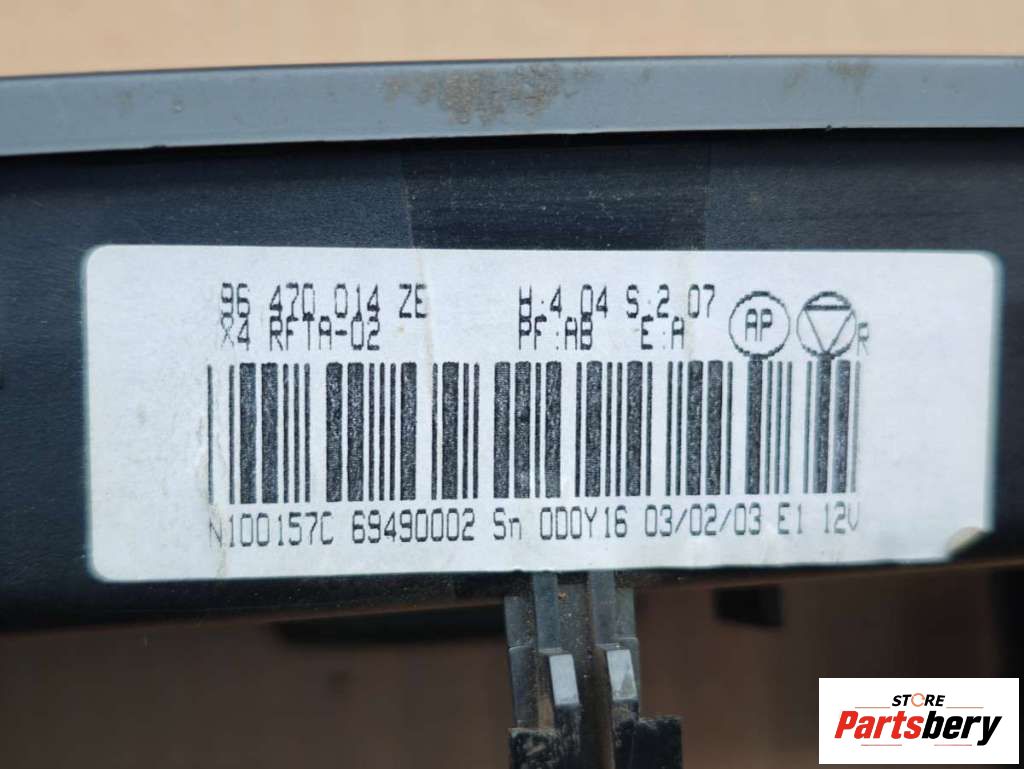 96 470 014 ZE H:4.04 S:2.07
X4 RFTA-02 PF:AB E:A
AP
R
N100157C 69490002 Sn 0D0Y16 03/02/03 E1 12V
STORE
Partsbery